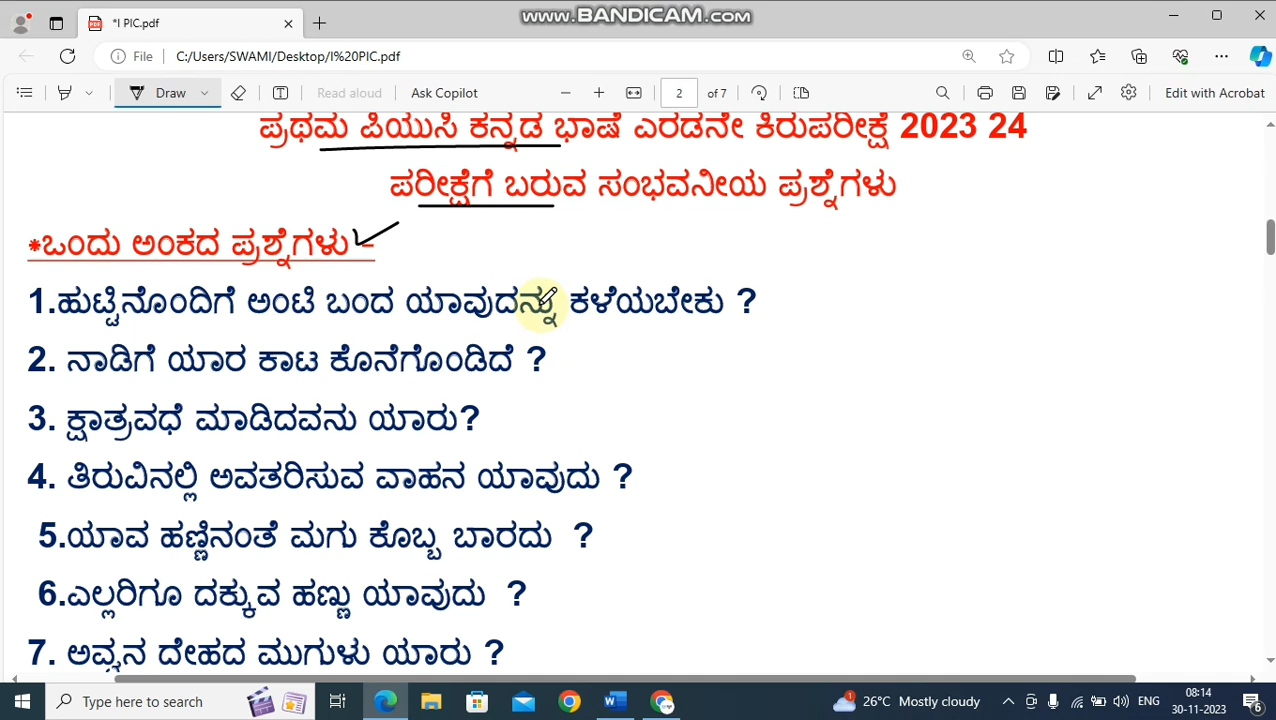 www.BANDICAM.com
*I PIC.pdf
File C:/Users/SWAMI/Desktop/I%20PIC.pdf
Draw Read aloud Ask Copilot 2 of 7 Edit with Acrobat
ಪ್ರಥಮ ಪಿಯುಸಿ ಕನ್ನಡ ಭಾಷೆ ಎರಡನೇ ಕಿರುಪರೀಕ್ಷೆ 2023 24
ಪರೀಕ್ಷೆಗೆ ಬರುವ ಸಂಭವನೀಯ ಪ್ರಶ್ನೆಗಳು
*ಒಂದು ಅಂಕದ ಪ್ರಶ್ನೆಗಳು -
1.ಹುಟ್ಟಿನೊಂದಿಗೆ ಅಂಟಿ ಬಂದ ಯಾವುದನ್ನು ಕಳೆಯಬೇಕು ?
2. ನಾಡಿಗೆ ಯಾರ ಕಾಟ ಕೊನೆಗೊಂಡಿದೆ ?
3. ಕ್ಷಾತ್ರವಧೆ ಮಾಡಿದವನು ಯಾರು?
4. ತಿರುವಿನಲ್ಲಿ ಅವತರಿಸುವ ವಾಹನ ಯಾವುದು ?
5.ಯಾವ ಹಣ್ಣಿನಂತೆ ಮಗು ಕೊಬ್ಬ ಬಾರದು ?
6.ಎಲ್ಲರಿಗೂ ದಕ್ಕುವ ಹಣ್ಣು ಯಾವುದು ?
7. ಅವ್ವನ ದೇಹದ ಮುಗುಳು ಯಾರು ?
Type here to search 26°C Mostly cloudy ENG 08:14
30-11-2023 6